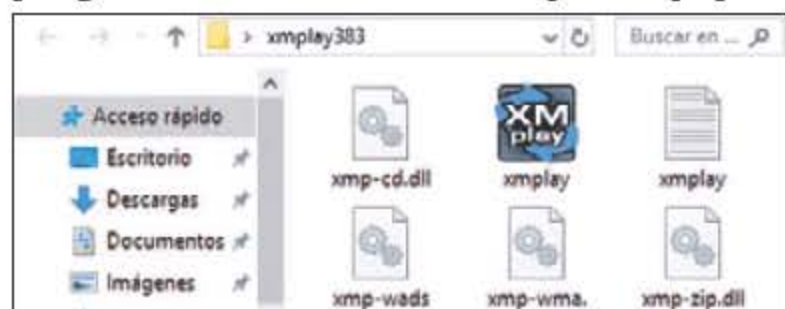 xmplay383
Buscar en ...
Acceso rápido
Escritorio
Descargas
Documentos
Imágenes
xmp-cd.dll
XM
play
xmplay
xmplay
xmp-wads
xmp-wma.
xmp-zip.dll